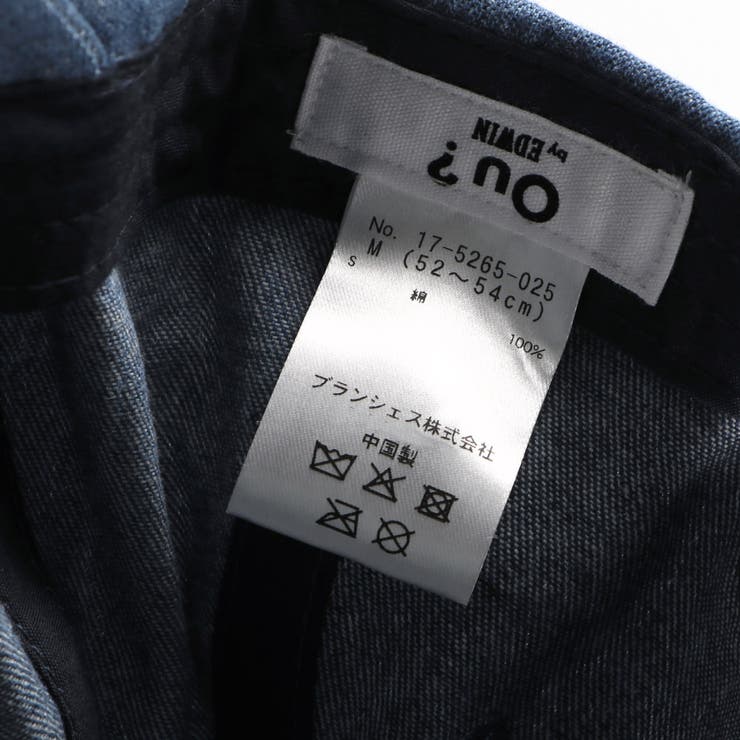 Ou?
by EDWIN
No. 17-5265-025
M (52～54cm)
S
綿 100%
ブランシェス株式会社
中国製